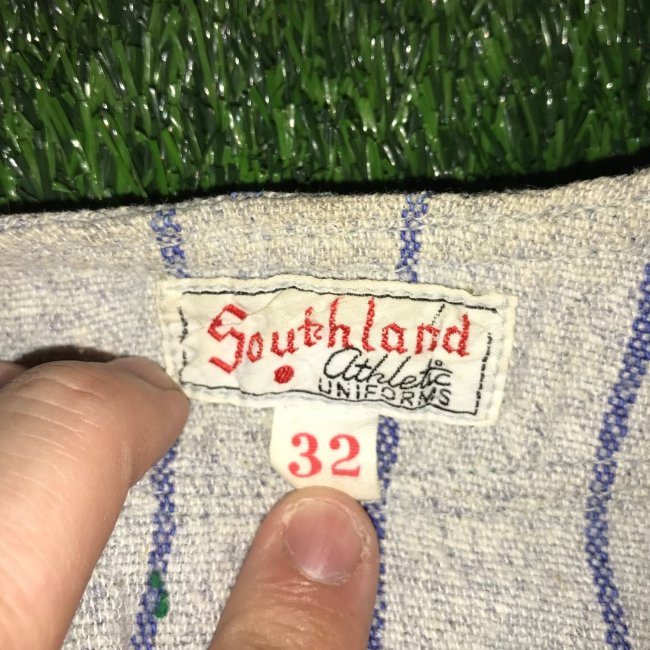 Southland
Athletic
UNIFORMS
32